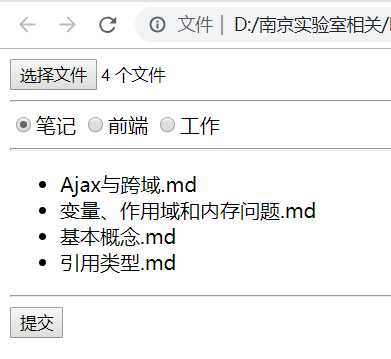 文件 | D:/南京实验室相关/
选择文件 4 个文件
笔记 前端 工作
Ajax与跨域.md
变量、作用域和内存问题.md
基本概念.md
引用类型.md
提交